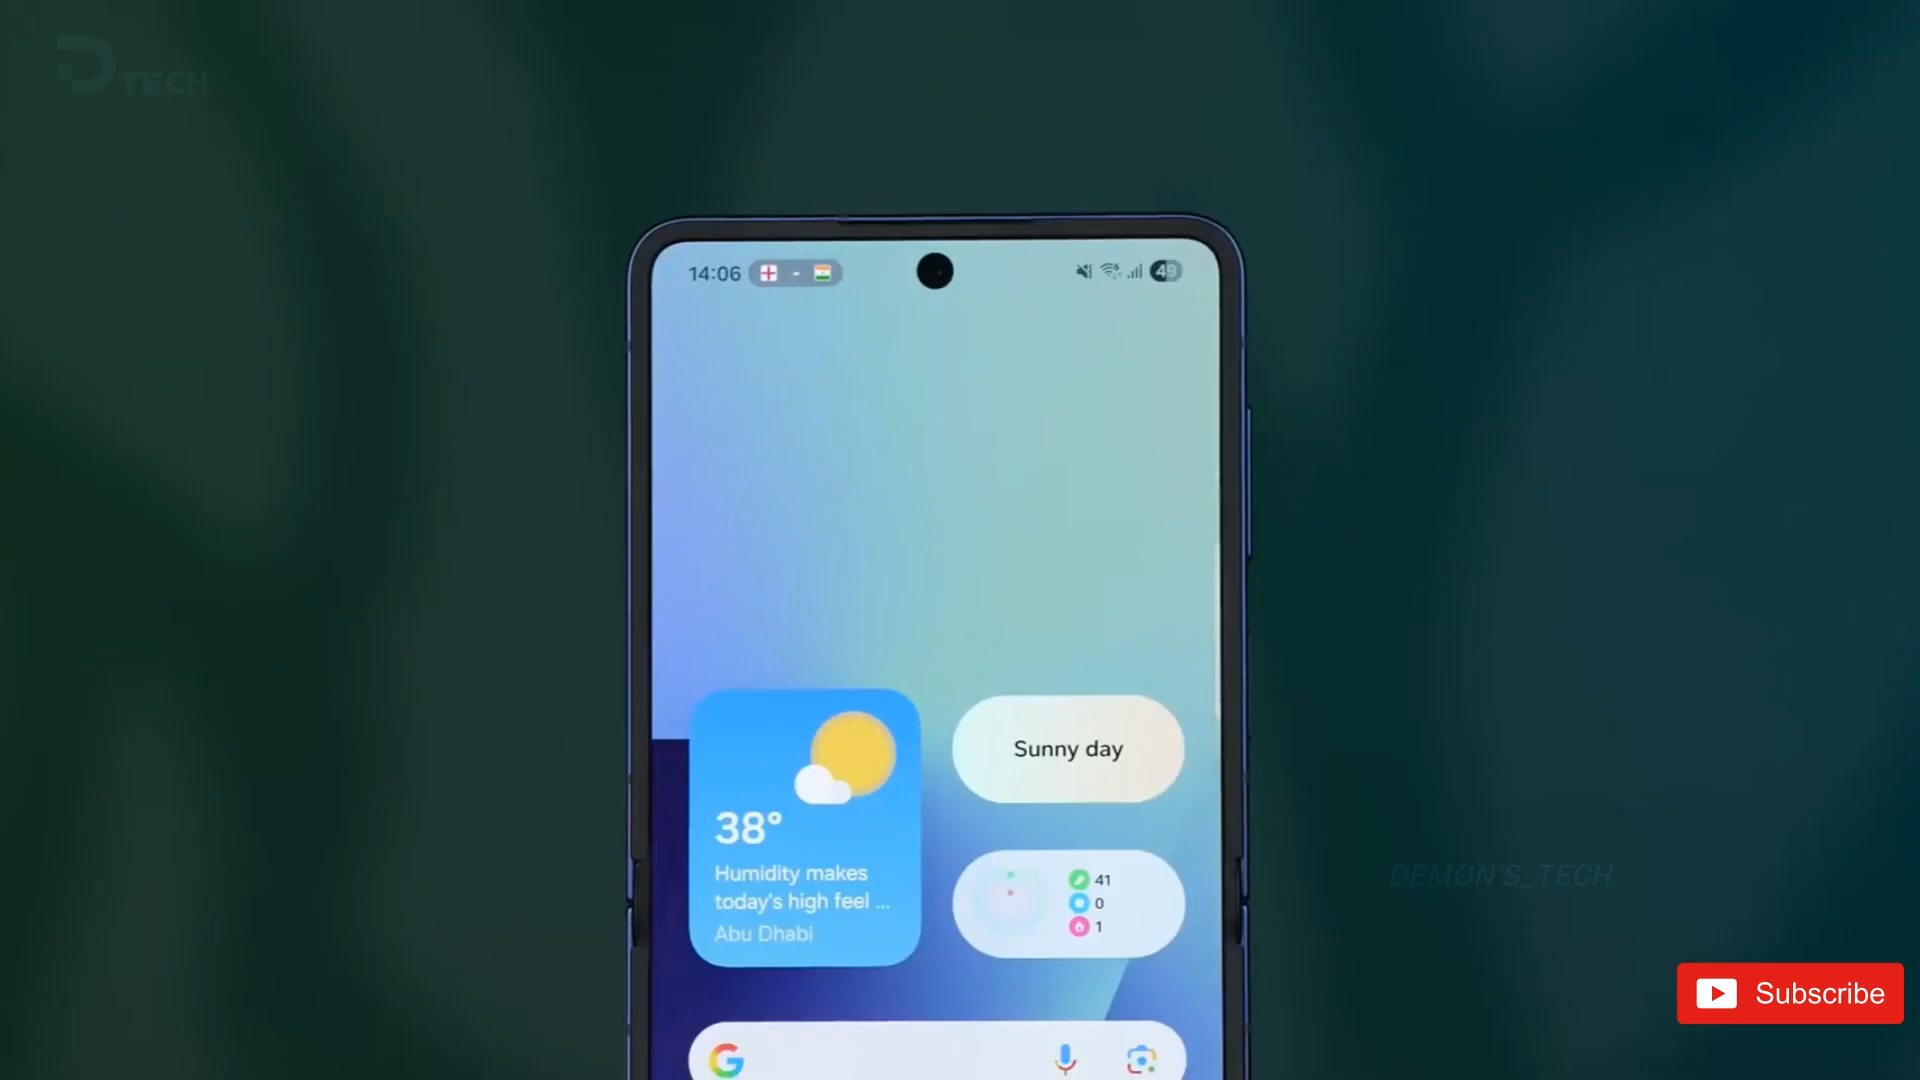 D TECH
14:06
-
49
Sunny day
38°
Humidity makes
today's high feel ...
Abu Dhabi
41
0
1
G
DEMON'S_TECH
Subscribe